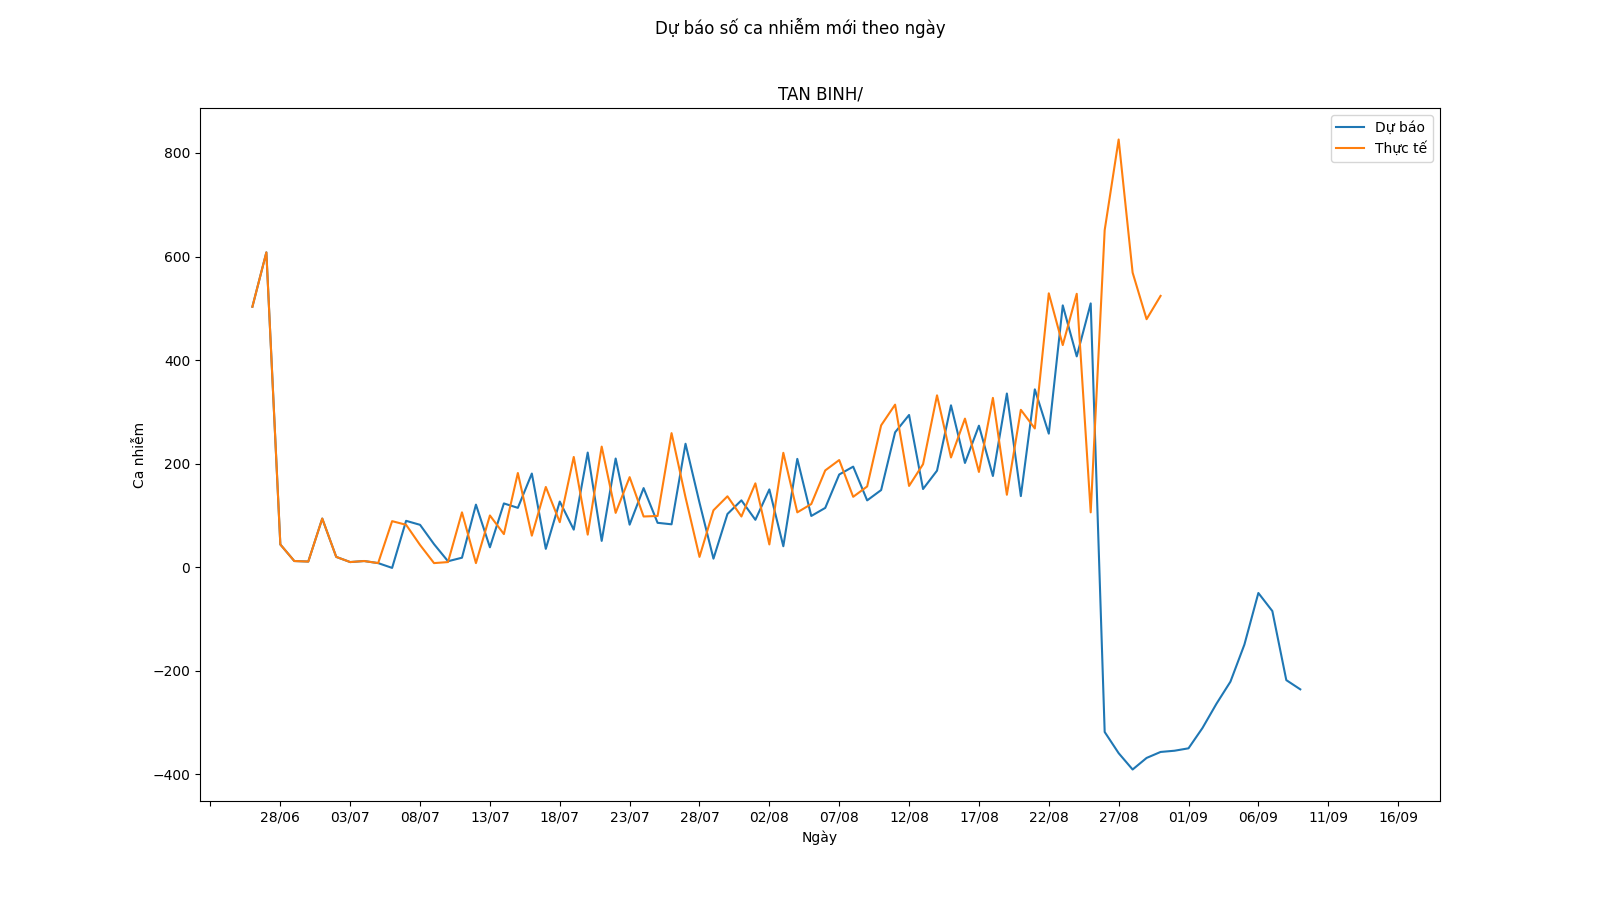 Dự báo số ca nhiễm mới theo ngày
TAN BINH/
Dự báo
Thực tế
Ca nhiễm
800
600
400
200
0
−200
−400
28/06 03/07 08/07 13/07 18/07 23/07 28/07 02/08 07/08 12/08 17/08 22/08 27/08 01/09 06/09 11/09 16/09
Ngày